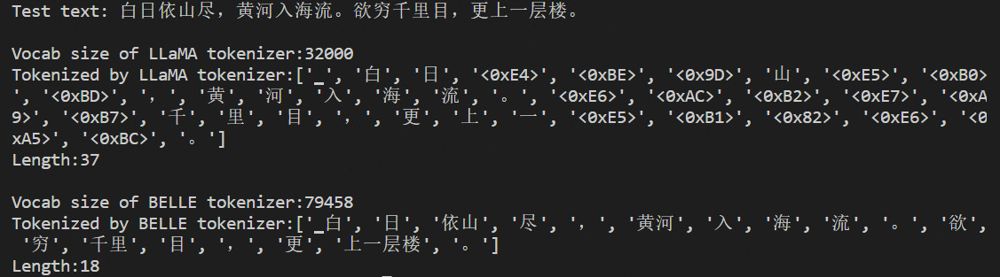 Test text: 白日依山尽，黄河入海流。欲穷千里目，更上一层楼。
Vocab size of LLaMA tokenizer:32000
Tokenized by LLaMA tokenizer:['▁', '白', '日', '<0xE4>', '<0xBE>', '<0x9D>', '山', '<0xE5>', '<0xB0>
', '<0xBD>', '，', '黄', '河', '入', '海', '流', '。', '<0xE6>', '<0xAC>', '<0xB2>', '<0xE7>', '<0xA
9>', '<0xB7>', '千', '里', '目', '，', '更', '上', '一', '<0xE5>', '<0xB1>', '<0x82>', '<0xE6>', '<0
xA5>', '<0xBC>', '。']
Length:37
Vocab size of BELLE tokenizer:79458
Tokenized by BELLE tokenizer:['▁白', '日', '依山', '尽', '，', '黄河', '入', '海', '流', '。', '欲',
'穷', '千里', '目', '，', '更', '上一层楼', '。']
Length:18